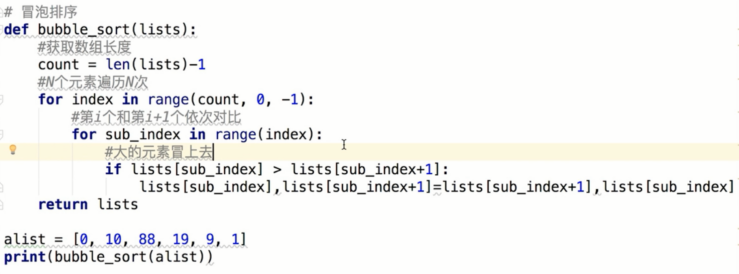 # 冒泡排序
def bubble_sort(lists):
    #获取数组长度
    count = len(lists)-1
    #N个元素遍历N次
    for index in range(count, 0, -1):
        #第i个和第i+1个依次对比
        for sub_index in range(index):
            #大的元素冒上去
            if lists[sub_index] > lists[sub_index+1]:
                lists[sub_index],lists[sub_index+1]=lists[sub_index+1],lists[sub_index]
    return lists

alist = [0, 10, 88, 19, 9, 1]
print(bubble_sort(alist))